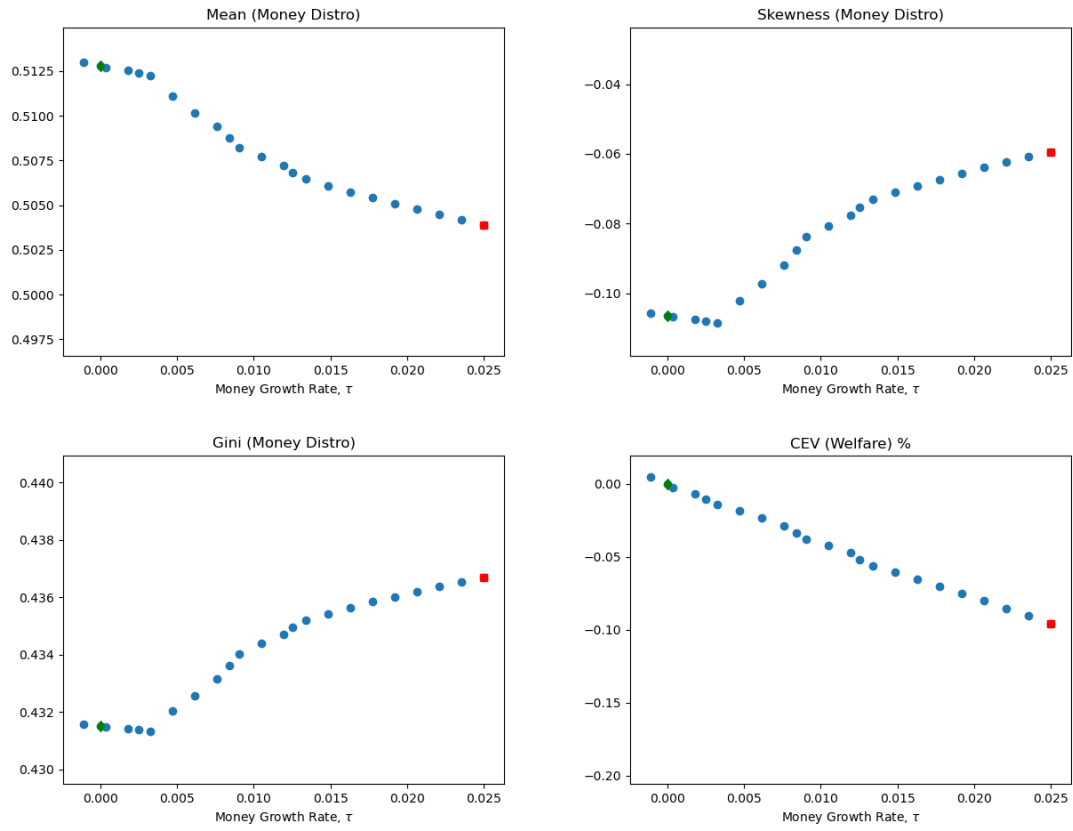 Mean (Money Distro)
0.5125
0.5100
0.5075
0.5050
0.5025
0.5000
0.4975
0.000 0.005 0.010 0.015 0.020 0.025
Money Growth Rate, τ
Skewness (Money Distro)
−0.04
−0.06
−0.08
−0.10
0.000 0.005 0.010 0.015 0.020 0.025
Money Growth Rate, τ
Gini (Money Distro)
0.440
0.438
0.436
0.434
0.432
0.430
0.000 0.005 0.010 0.015 0.020 0.025
Money Growth Rate, τ
CEV (Welfare) %
0.00
−0.05
−0.10
−0.15
−0.20
0.000 0.005 0.010 0.015 0.020 0.025
Money Growth Rate, τ